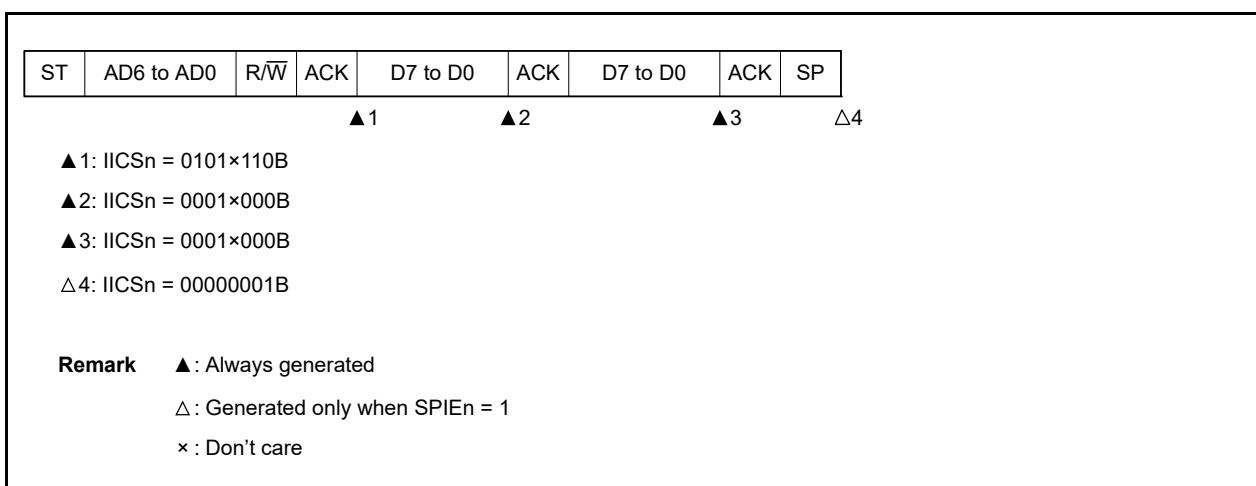 ST AD6 to AD0 R/W̅ ACK D7 to D0 ACK D7 to D0 ACK SP
▲1 ▲2 ▲3 △4
▲1: IICSn = 0101×110B
▲2: IICSn = 0001×000B
▲3: IICSn = 0001×000B
△4: IICSn = 00000001B
Remark ▲: Always generated
△: Generated only when SPIEn = 1
× : Don’t care